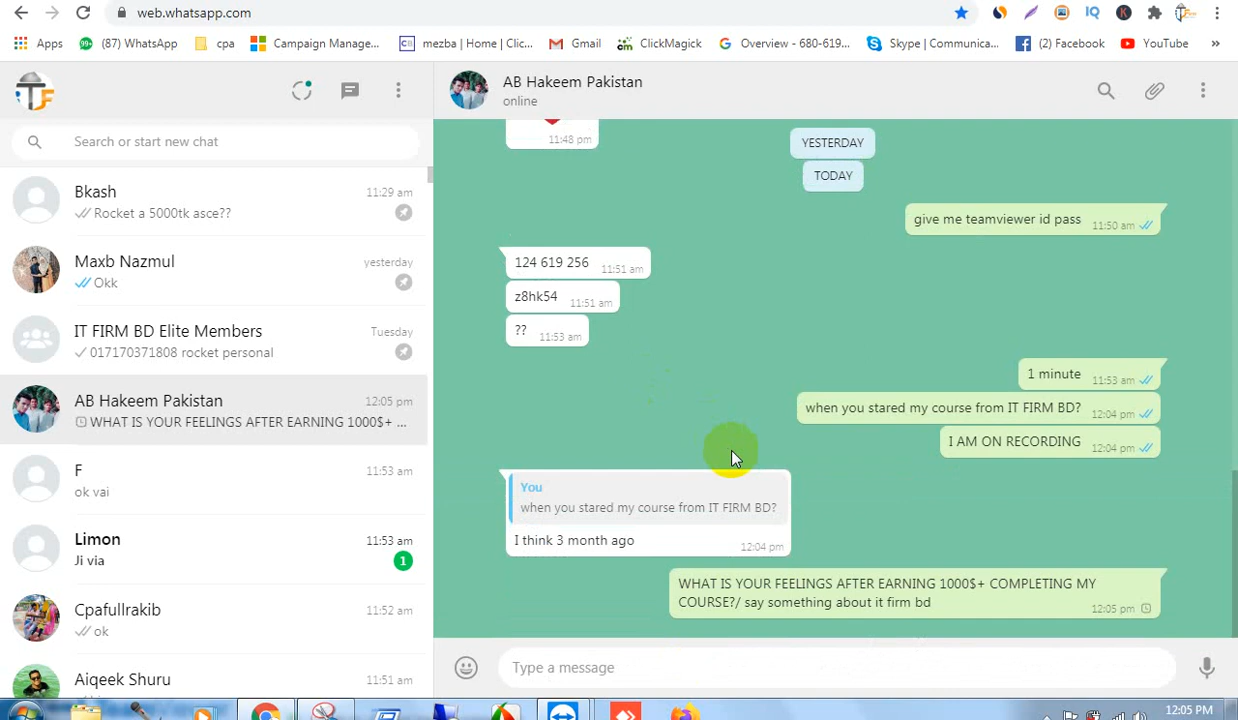 web.whatsapp.com
Apps
(87) WhatsApp
cpa
Campaign Manage...
mezba | Home | Clic...
Gmail
ClickMagick
Overview - 680-619...
Skype | Communica...
(2) Facebook
YouTube
»
AB Hakeem Pakistan
online
Search or start new chat
Bkash
11:29 am
Rocket a 5000tk asce??
Maxb Nazmul
yesterday
Okk
IT FIRM BD Elite Members
Tuesday
017170371808 rocket personal
AB Hakeem Pakistan
12:05 pm
WHAT IS YOUR FEELINGS AFTER EARNING 1000$+ ...
F
11:53 am
ok vai
Limon
11:53 am
Ji via
1
Cpafullrakib
11:52 am
ok
Aiqeek Shuru
11:51 am
11:48 pm
YESTERDAY
TODAY
give me teamviewer id pass
11:50 am
124 619 256
11:51 am
z8hk54
11:51 am
??
11:53 am
1 minute
11:53 am
when you stared my course from IT FIRM BD?
12:04 pm
I AM ON RECORDING
12:04 pm
You
when you stared my course from IT FIRM BD?
I think 3 month ago
12:04 pm
WHAT IS YOUR FEELINGS AFTER EARNING 1000$+ COMPLETING MY
COURSE?/ say something about it firm bd
12:05 pm
Type a message
12:05 PM